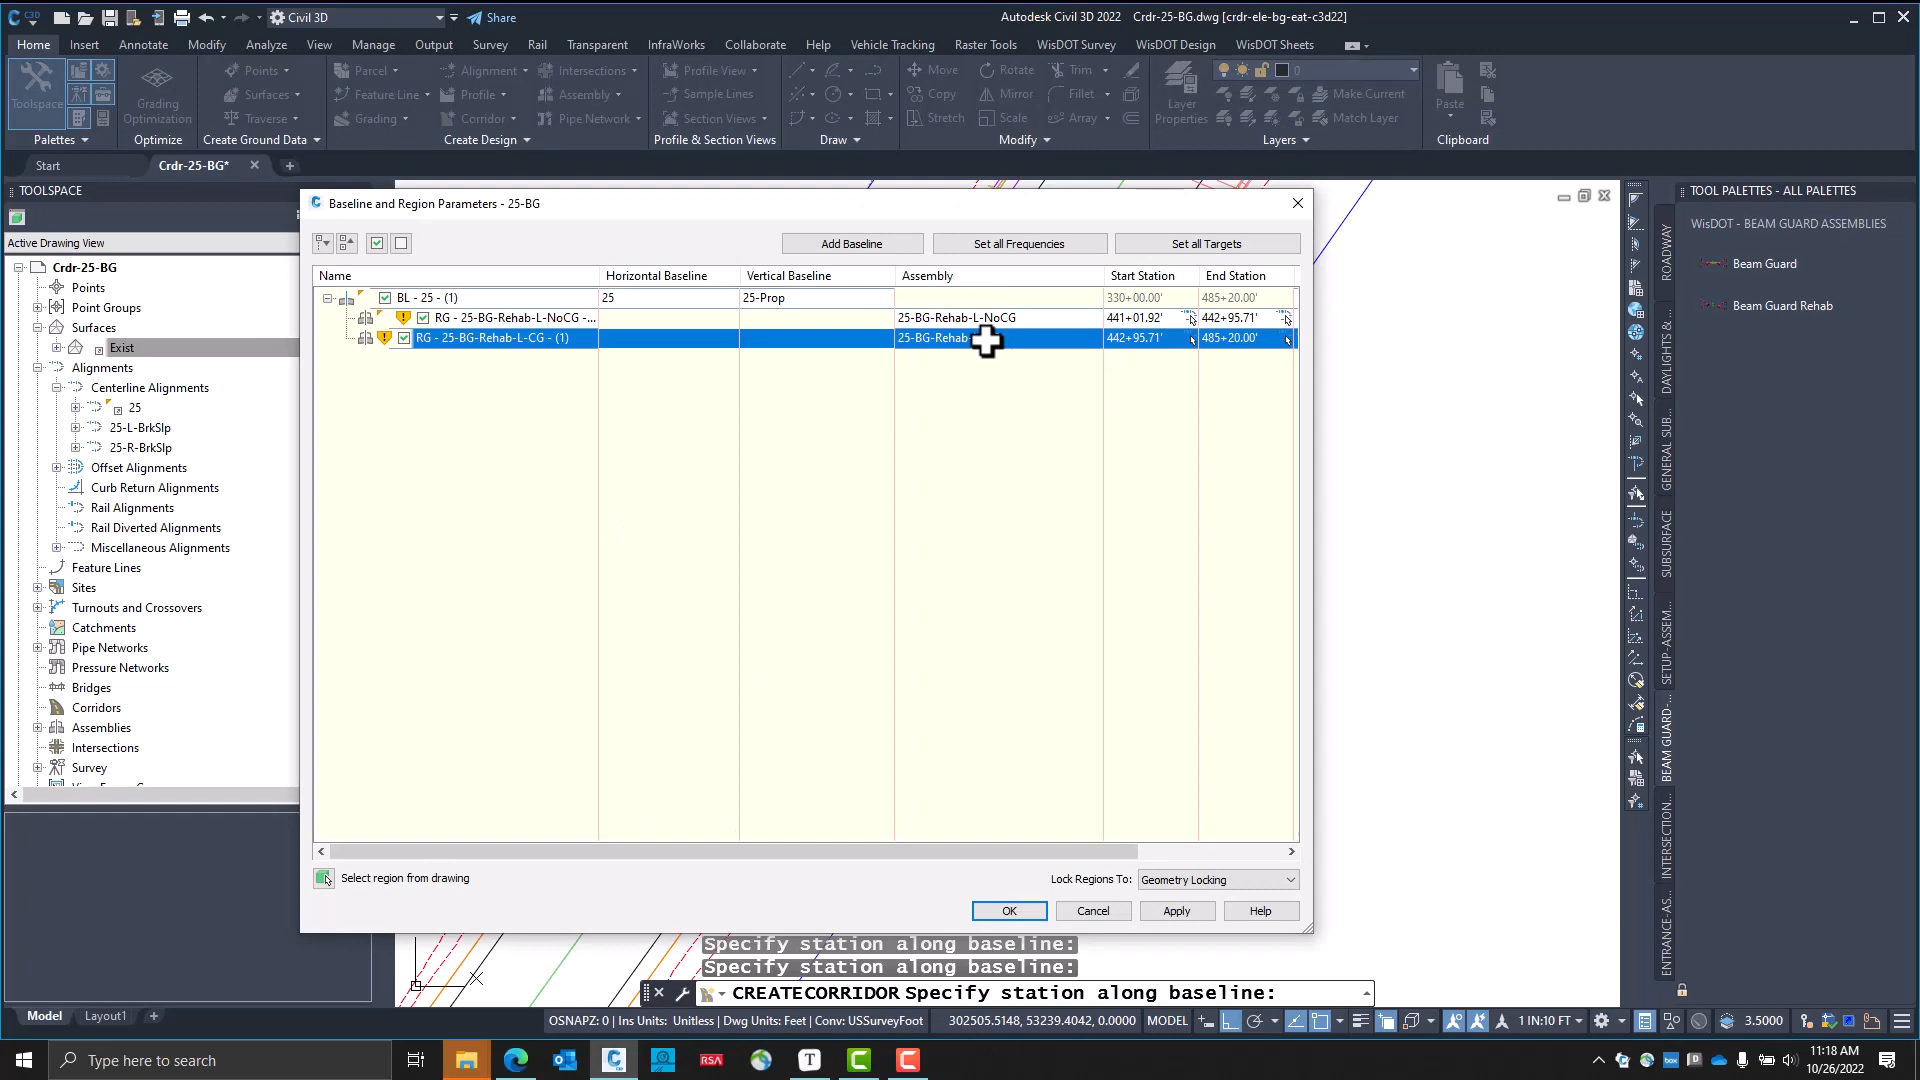 Civil 3D
Share
Autodesk Civil 3D 2022 Crdr-25-BG.dwg [crdr-ele-bg-eat-c3d22]
Home Insert Annotate Modify Analyze View Manage Output Survey Rail Transparent InfraWorks Collaborate Help Vehicle Tracking Raster Tools WisDOT Survey WisDOT Design WisDOT Sheets
Points Parcel Alignment Intersections Profile View Move Rotate Trim 0
Toolspace Grading Optimization Surfaces Feature Line Profile Assembly Sample Lines Copy Mirror Fillet Layer Properties Make Current Paste
Traverse Grading Corridor Pipe Network Section Views Stretch Scale Array Match Layer
Palettes Optimize Create Ground Data Create Design Profile & Section Views Draw Modify Layers Clipboard
Start Crdr-25-BG*
TOOLSPACE
Active Drawing View
Crdr-25-BG
Points
Point Groups
Surfaces
Exist
Alignments
Centerline Alignments
25
25-L-BrkSlp
25-R-BrkSlp
Offset Alignments
Curb Return Alignments
Rail Alignments
Rail Diverted Alignments
Miscellaneous Alignments
Feature Lines
Sites
Turnouts and Crossovers
Catchments
Pipe Networks
Pressure Networks
Bridges
Corridors
Assemblies
Intersections
Survey
Baseline and Region Parameters - 25-BG
Add Baseline Set all Frequencies Set all Targets
Name Horizontal Baseline Vertical Baseline Assembly Start Station End Station
BL - 25 - (1) 25 25-Prop 330+00.00' 485+20.00'
RG - 25-BG-Rehab-L-NoCG -... 25-BG-Rehab-L-NoCG 441+01.92' 442+95.71'
RG - 25-BG-Rehab-L-CG - (1) 25-BG-Rehab 442+95.71' 485+20.00'
Select region from drawing
Lock Regions To: Geometry Locking
OK Cancel Apply Help
Specify station along baseline:
Specify station along baseline:
CREATECORRIDOR Specify station along baseline:
TOOL PALETTES - ALL PALETTES
WisDOT - BEAM GUARD ASSEMBLIES
Beam Guard
Beam Guard Rehab
ROADWAY
DAYLIGHTS &...
GENERAL SUB...
SUBSURFACE
SETUP-ASSEM...
BEAM GUARD-...
INTERSECTION...
ENTRANCE-AS...
Model Layout1
OSNAPZ: 0 | Ins Units: Unitless | Dwg Units: Feet | Conv: USSurveyFoot 302505.5148, 53239.4042, 0.0000 MODEL 1 IN:10 FT 3.5000
Type here to search
RSA
T
box
11:18 AM
10/26/2022